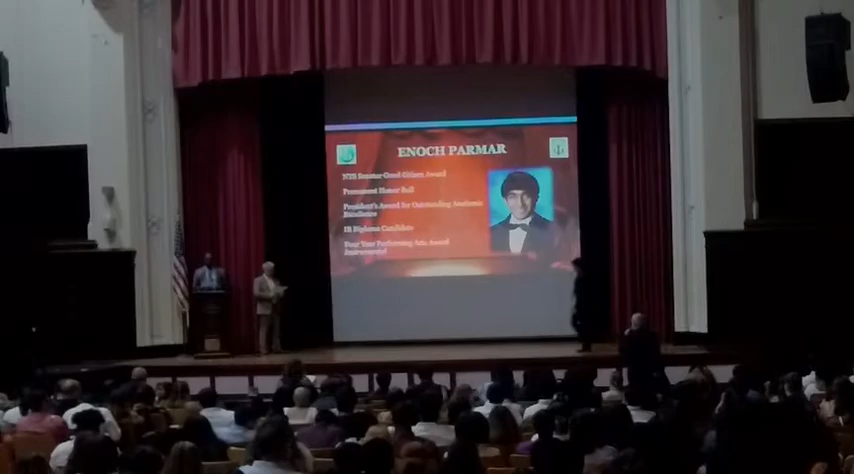 ENOCH PARMAR
NYS Senator Good Citizen Award
Permanent Honor Roll
President's Award for Outstanding Academic
Excellence
IB Diploma Candidate
Four Year Performing Arts Award
Instrumental